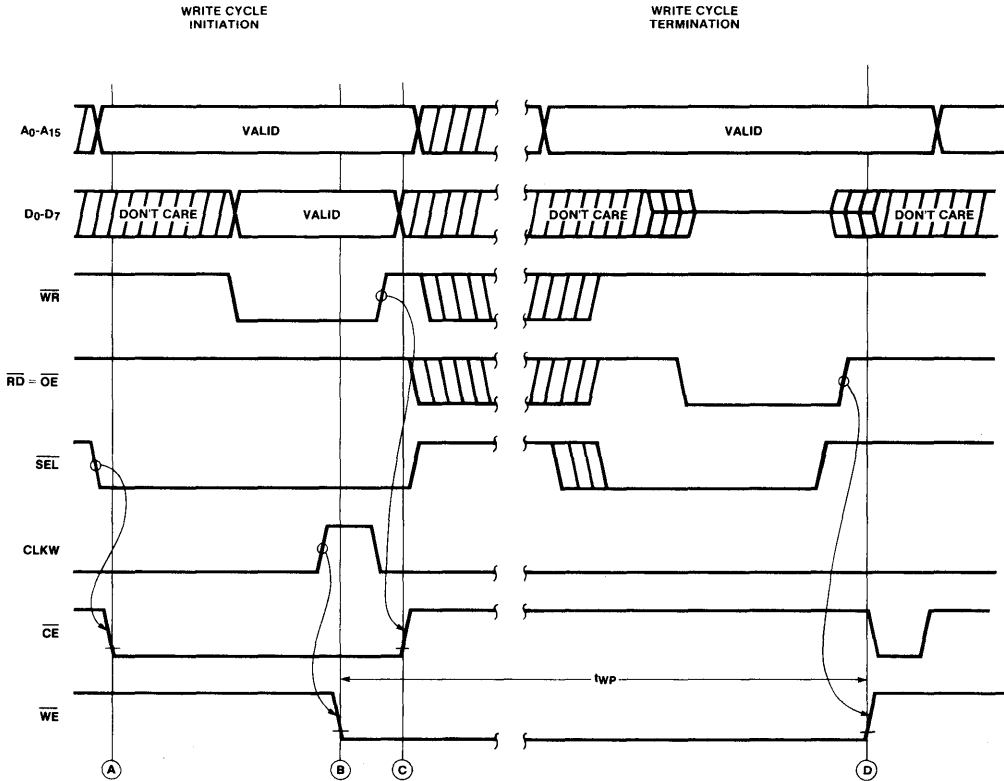 WRITE CYCLE
INITIATION
WRITE CYCLE
TERMINATION
A0-A15
VALID
VALID
D0-D7
DON'T CARE
VALID
DON'T CARE
DON'T CARE
WR
RD = OE
SEL
CLKW
CE
tWP
WE
A
B
C
D